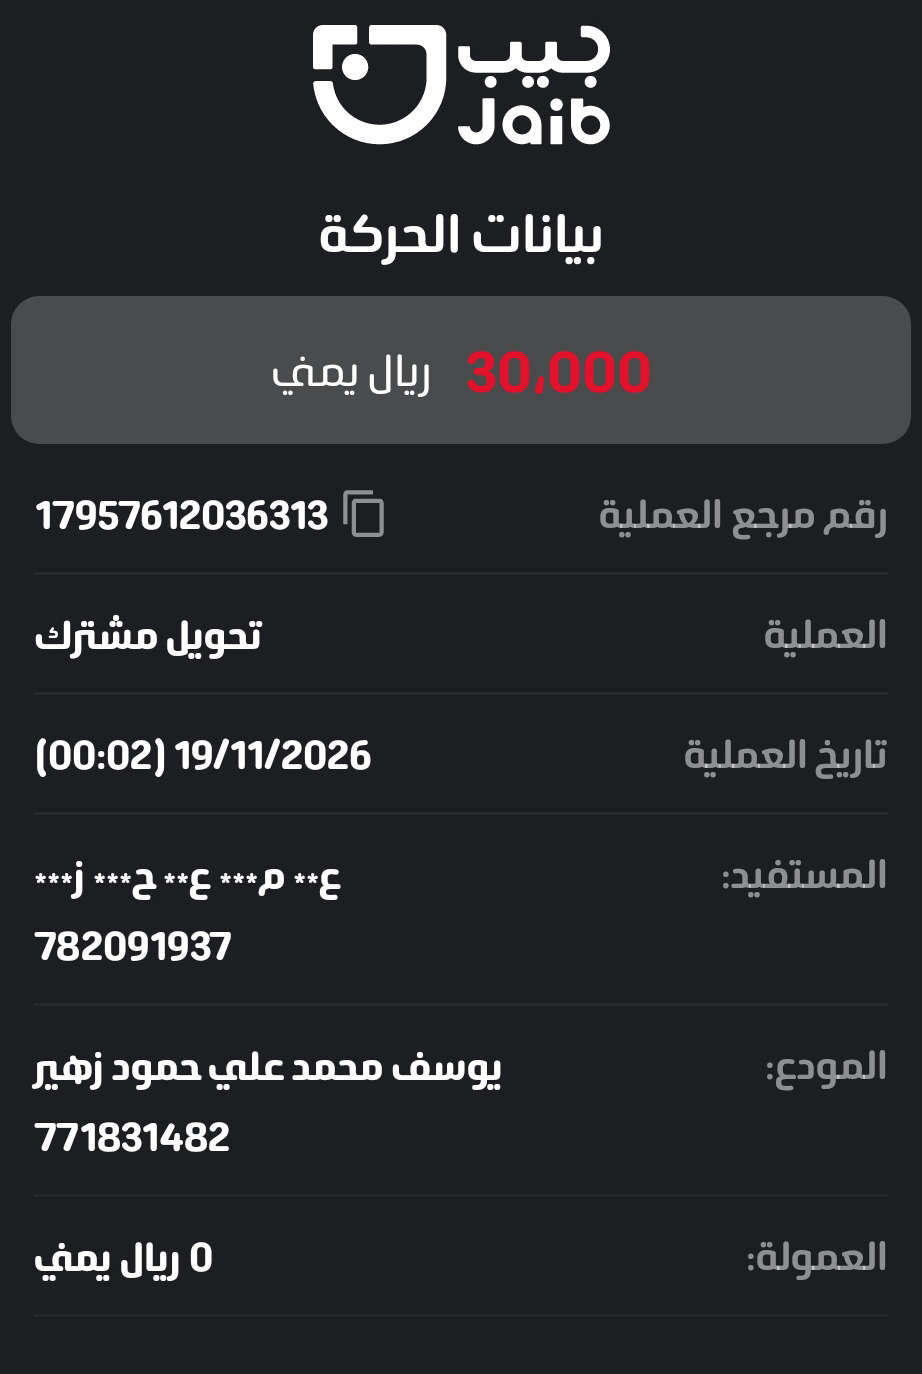 جيب
Jaib
بيانات الحركة
30,000 ريال يمني
رقم مرجع العملية 17957612036313
العملية تحويل مشترك
تاريخ العملية 19/11/2026 (00:02)
المستفيد: ع** م*** ع** ح*** ز***
782091937
المودع: يوسف محمد علي حمود زهير
771831482
العمولة: 0 ريال يمني